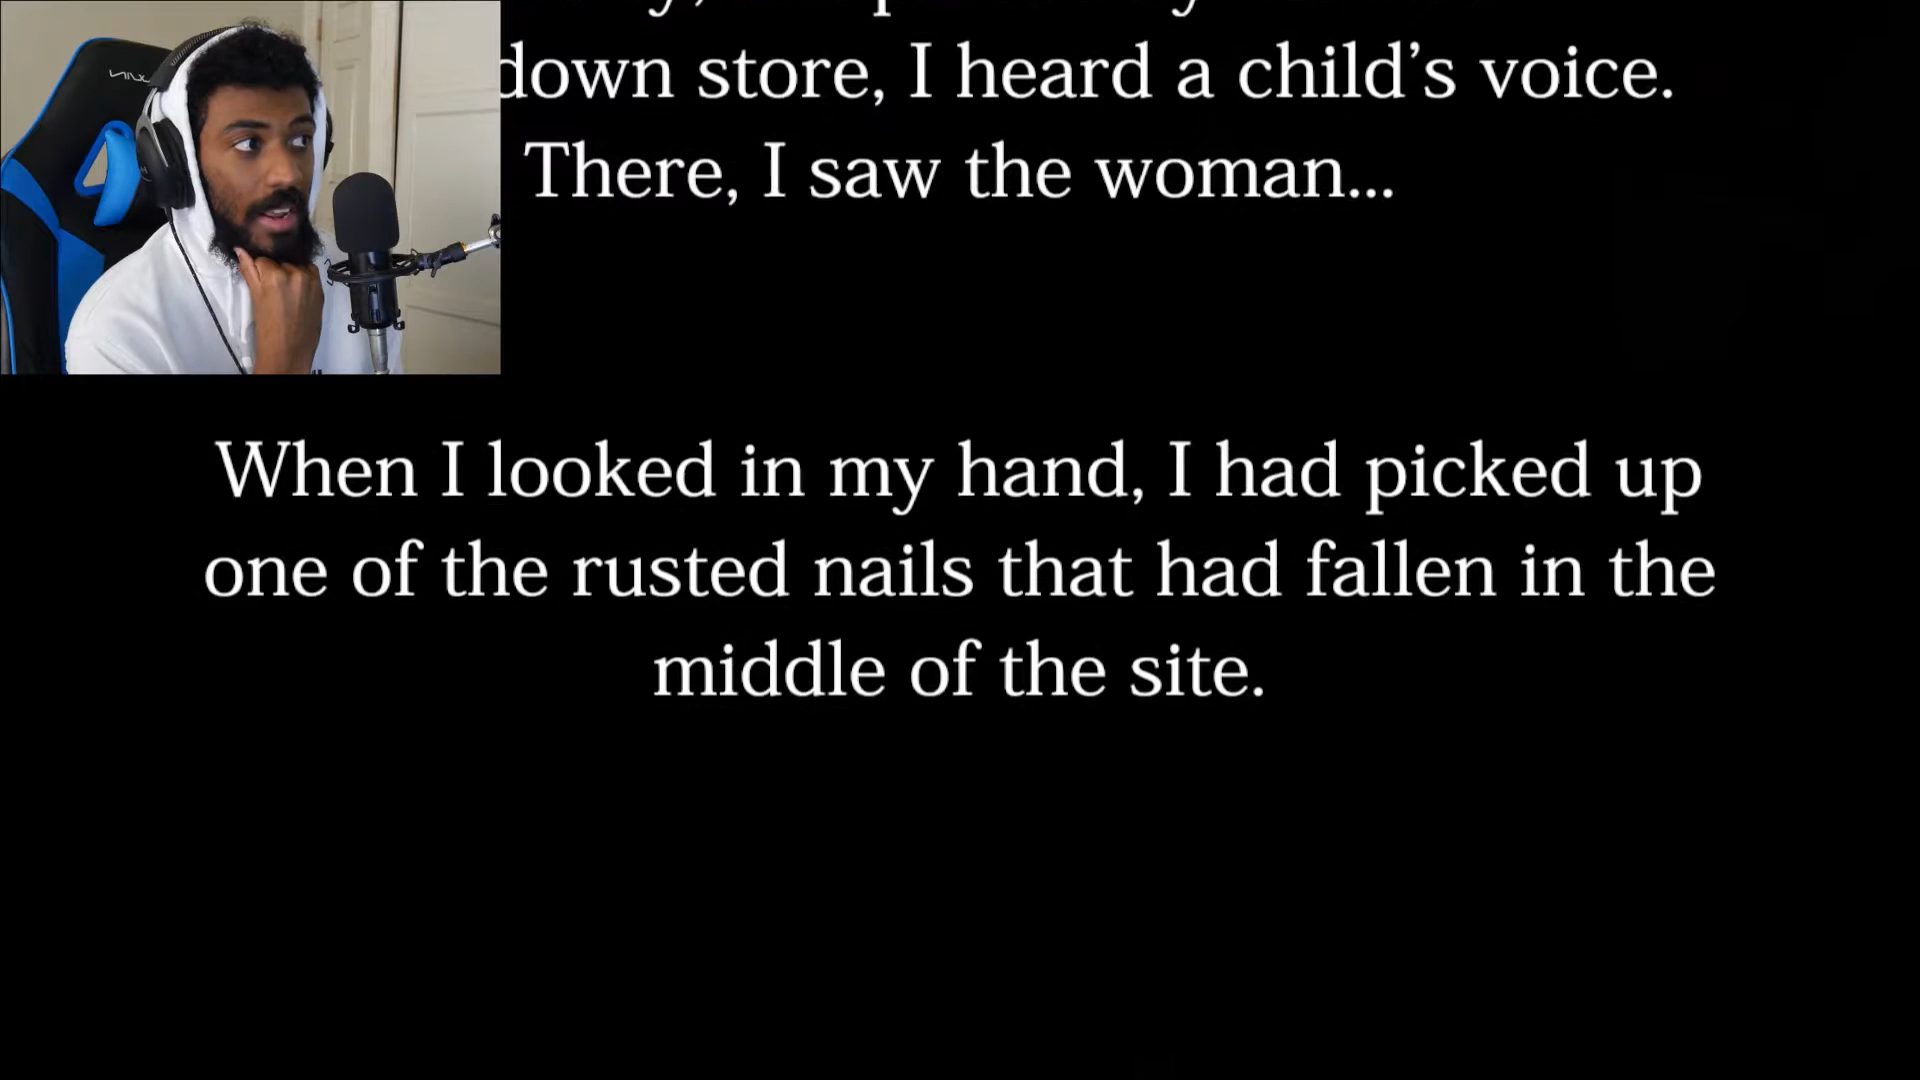 down store, I heard a child’s voice.
There, I saw the woman...
When I looked in my hand, I had picked up
one of the rusted nails that had fallen in the
middle of the site.